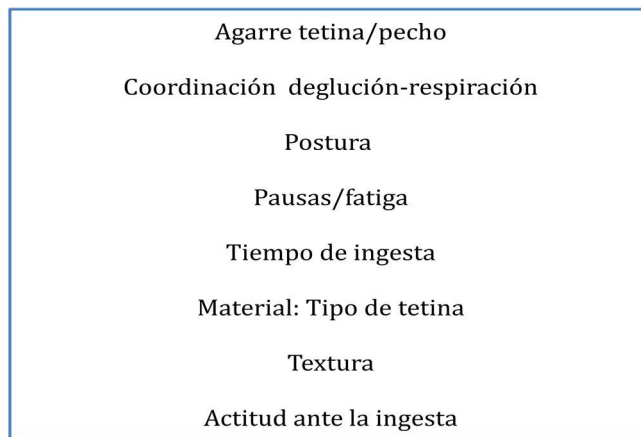 Agarre tetina/pecho
Coordinación deglución-respiración
Postura
Pausas/fatiga
Tiempo de ingesta
Material: Tipo de tetina
Textura
Actitud ante la ingesta